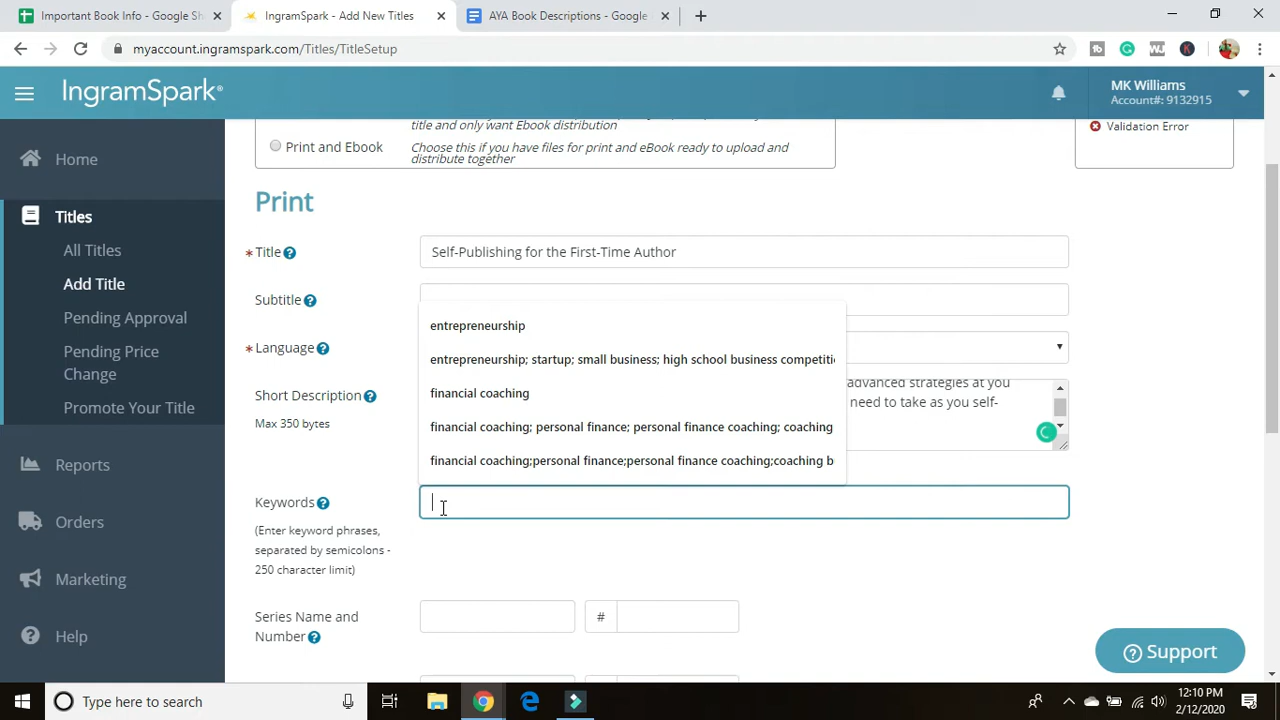 Important Book Info - Google Sh
IngramSpark - Add New Titles
AYA Book Descriptions - Google
myaccount.ingramspark.com/Titles/TitleSetup
IngramSpark®
MK Williams
Account#: 9132915
title and only want Ebook distribution
Print and Ebook
Choose this if you have files for print and eBook ready to upload and
distribute together
Validation Error
Home
Titles
All Titles
Add Title
Pending Approval
Pending Price
Change
Promote Your Title
Reports
Orders
Marketing
Help
Print
* Title ?
Self-Publishing for the First-Time Author
Subtitle ?
* Language ?
Short Description ?
Max 350 bytes
advanced strategies at you
need to take as you self-
entrepreneurship
entrepreneurship; startup; small business; high school business competiti
financial coaching
financial coaching; personal finance; personal finance coaching; coaching
financial coaching;personal finance;personal finance coaching;coaching b
Keywords ?
(Enter keyword phrases,
separated by semicolons -
250 character limit)
Series Name and
Number ?
#
? Support
Type here to search
12:10 PM
2/12/2020